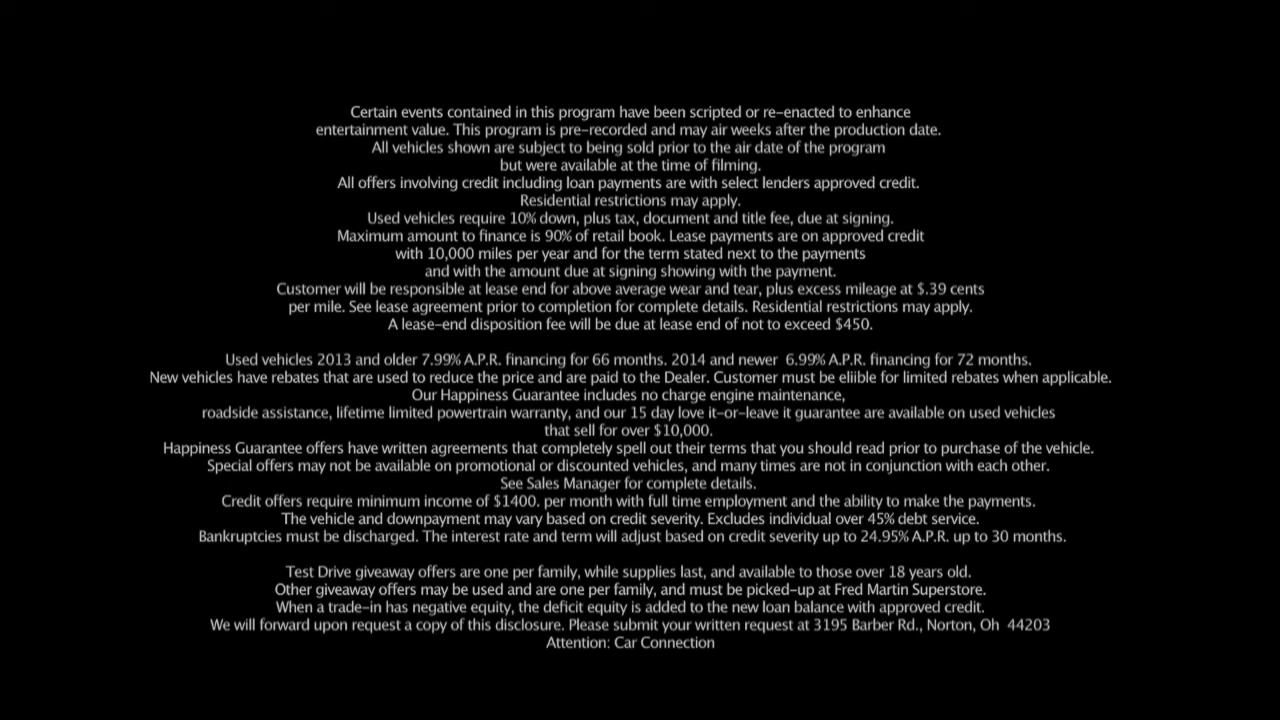 Certain events contained in this program have been scripted or re-enacted to enhance
entertainment value. This program is pre-recorded and may air weeks after the production date.
All vehicles shown are subject to being sold prior to the air date of the program
but were available at the time of filming.
All offers involving credit including loan payments are with select lenders approved credit.
Residential restrictions may apply.
Used vehicles require 10% down, plus tax, document and title fee, due at signing.
Maximum amount to finance is 90% of retail book. Lease payments are on approved credit
with 10,000 miles per year and for the term stated next to the payments
and with the amount due at signing showing with the payment.
Customer will be responsible at lease end for above average wear and tear, plus excess mileage at $.39 cents
per mile. See lease agreement prior to completion for complete details. Residential restrictions may apply.
A lease-end disposition fee will be due at lease end of not to exceed $450.
Used vehicles 2013 and older 7.99% A.P.R. financing for 66 months. 2014 and newer 6.99% A.P.R. financing for 72 months.
New vehicles have rebates that are used to reduce the price and are paid to the Dealer. Customer must be eliible for limited rebates when applicable.
Our Happiness Guarantee includes no charge engine maintenance,
roadside assistance, lifetime limited powertrain warranty, and our 15 day love it-or-leave it guarantee are available on used vehicles
that sell for over $10,000.
Happiness Guarantee offers have written agreements that completely spell out their terms that you should read prior to purchase of the vehicle.
Special offers may not be available on promotional or discounted vehicles, and many times are not in conjunction with each other.
See Sales Manager for complete details.
Credit offers require minimum income of $1400. per month with full time employment and the ability to make the payments.
The vehicle and downpayment may vary based on credit severity. Excludes individual over 45% debt service.
Bankruptcies must be discharged. The interest rate and term will adjust based on credit severity up to 24.95% A.P.R. up to 30 months.
Test Drive giveaway offers are one per family, while supplies last, and available to those over 18 years old.
Other giveaway offers may be used and are one per family, and must be picked-up at Fred Martin Superstore.
When a trade-in has negative equity, the deficit equity is added to the new loan balance with approved credit.
We will forward upon request a copy of this disclosure. Please submit your written request at 3195 Barber Rd., Norton, Oh 44203
Attention: Car Connection